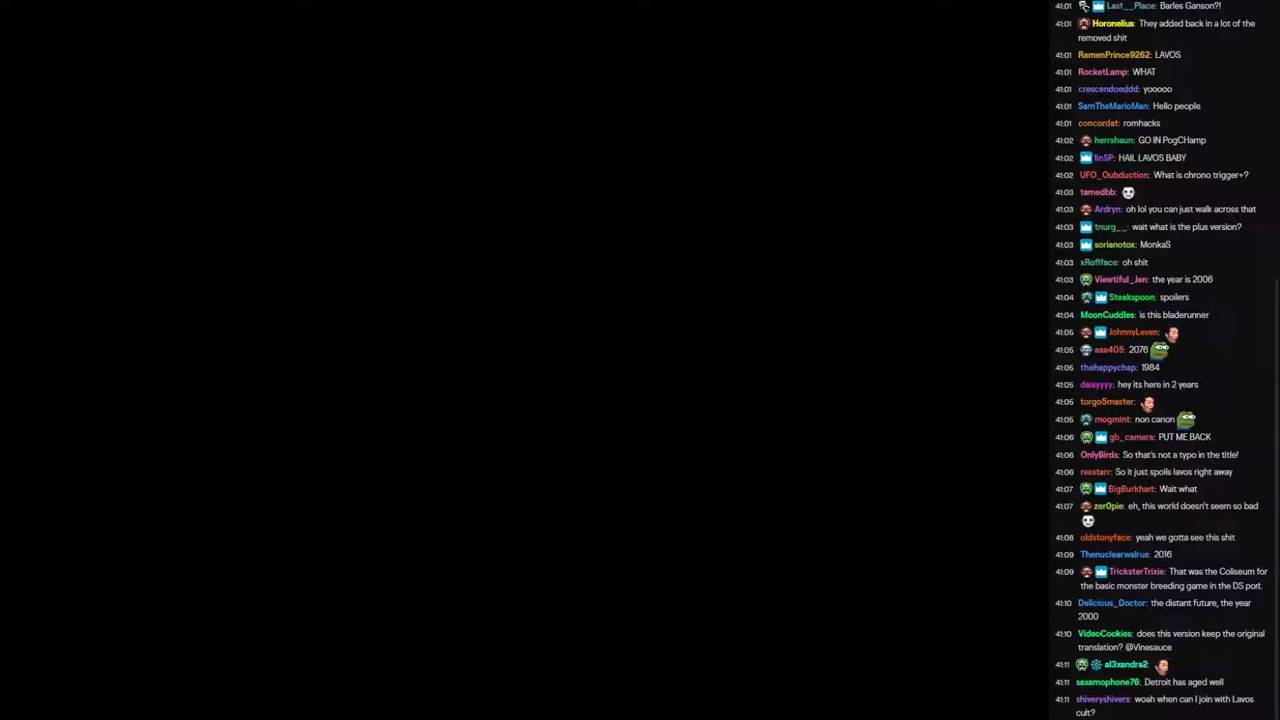 41:01 Last__Place: Barles Ganson?!
41:01 Horonelius: They added back in a lot of the
removed shit
41:01 RamenPrince9262: LAVOS
41:01 RocketLamp: WHAT
41:01 crescendoeddd: yooooo
41:01 SamTheMarioMan: Hello people
41:01 concordat: romhacks
41:02 herrshaun: GO IN PogCHamp
41:02 linSP: HAIL LAVOS BABY
41:02 UFO_Oubduction: What is chrono trigger+?
41:03 tamedbb:
41:03 Ardryn: oh lol you can just walk across that
41:03 tnurg__: wait what is the plus version?
41:03 sorianotox: MonkaS
41:03 xRoflface: oh shit
41:03 Viewtiful_Jen: the year is 2006
41:04 Steakspoon: spoilers
41:04 MoonCuddles: is this bladerunner
41:05 JohnnyLeven:
41:05 aaa405: 2076
41:05 thehappychap: 1984
41:05 daisyyyy: hey its here in 2 years
41:05 torgo5master:
41:05 mogmint: non canon
41:06 gb_camera: PUT ME BACK
41:06 OnlyBirds: So that's not a typo in the title!
41:06 resstarr: So it just spoils lavos right away
41:07 BigBurkhart: Wait what
41:07 zer0pie: eh, this world doesn't seem so bad
41:08 oldstonyface: yeah we gotta see this shit
41:09 Thenuclearwalrus: 2016
41:09 TricksterTrixie: That was the Coliseum for
the basic monster breeding game in the DS port.
41:10 Delicious_Doctor: the distant future, the year
2000
41:10 VideoCookies: does this version keep the original
translation? @Vinesauce
41:11 al3xandra2:
41:11 saxamophone76: Detroit has aged well
41:11 shiveryshivers: woah when can I join with Lavos
cult?